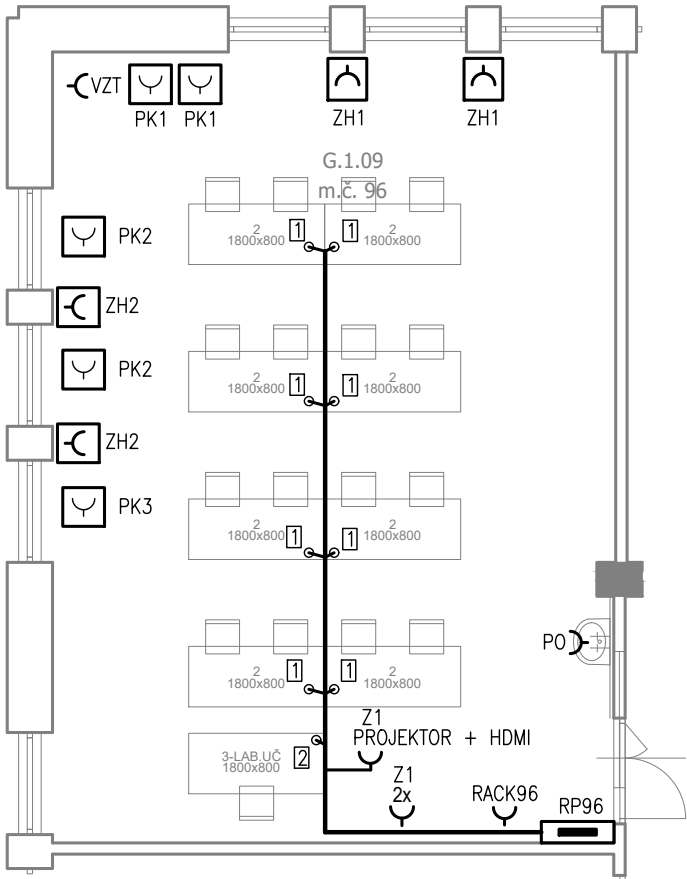 VZT
PK1
PK1
ZH1
ZH1
G.1.09
m.č. 96
PK2
2
1800x800
1
1
2
1800x800
ZH2
PK2
2
1800x800
1
1
2
1800x800
ZH2
PK3
2
1800x800
1
1
2
1800x800
PO
2
1800x800
1
1
2
1800x800
Z1
PROJEKTOR + HDMI
3-LAB.UČ
1800x800
2
Z1
2x
RACK96
RP96